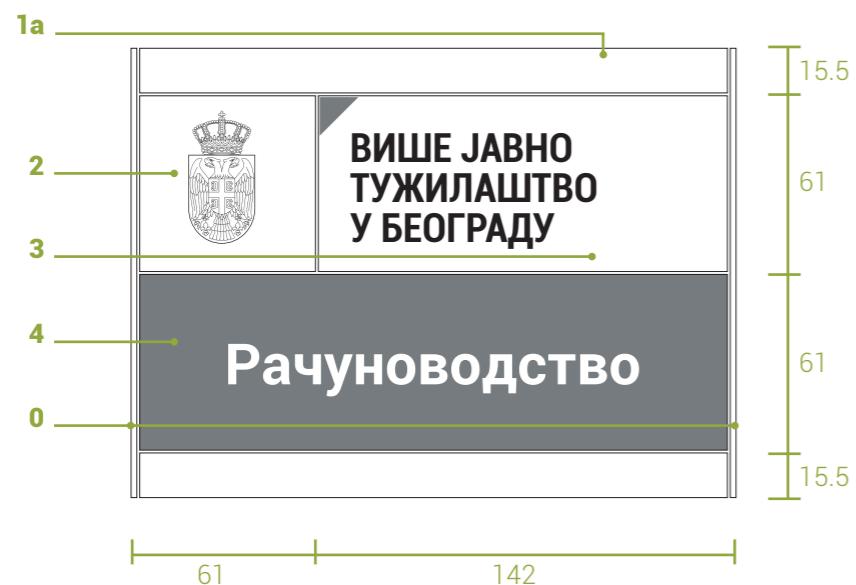 1a
15.5
2
ВИШЕ ЈАВНО
ТУЖИЛАШТВО
У БЕОГРАДУ
61
3
4
Рачуноводство
61
0
15.5
61
142